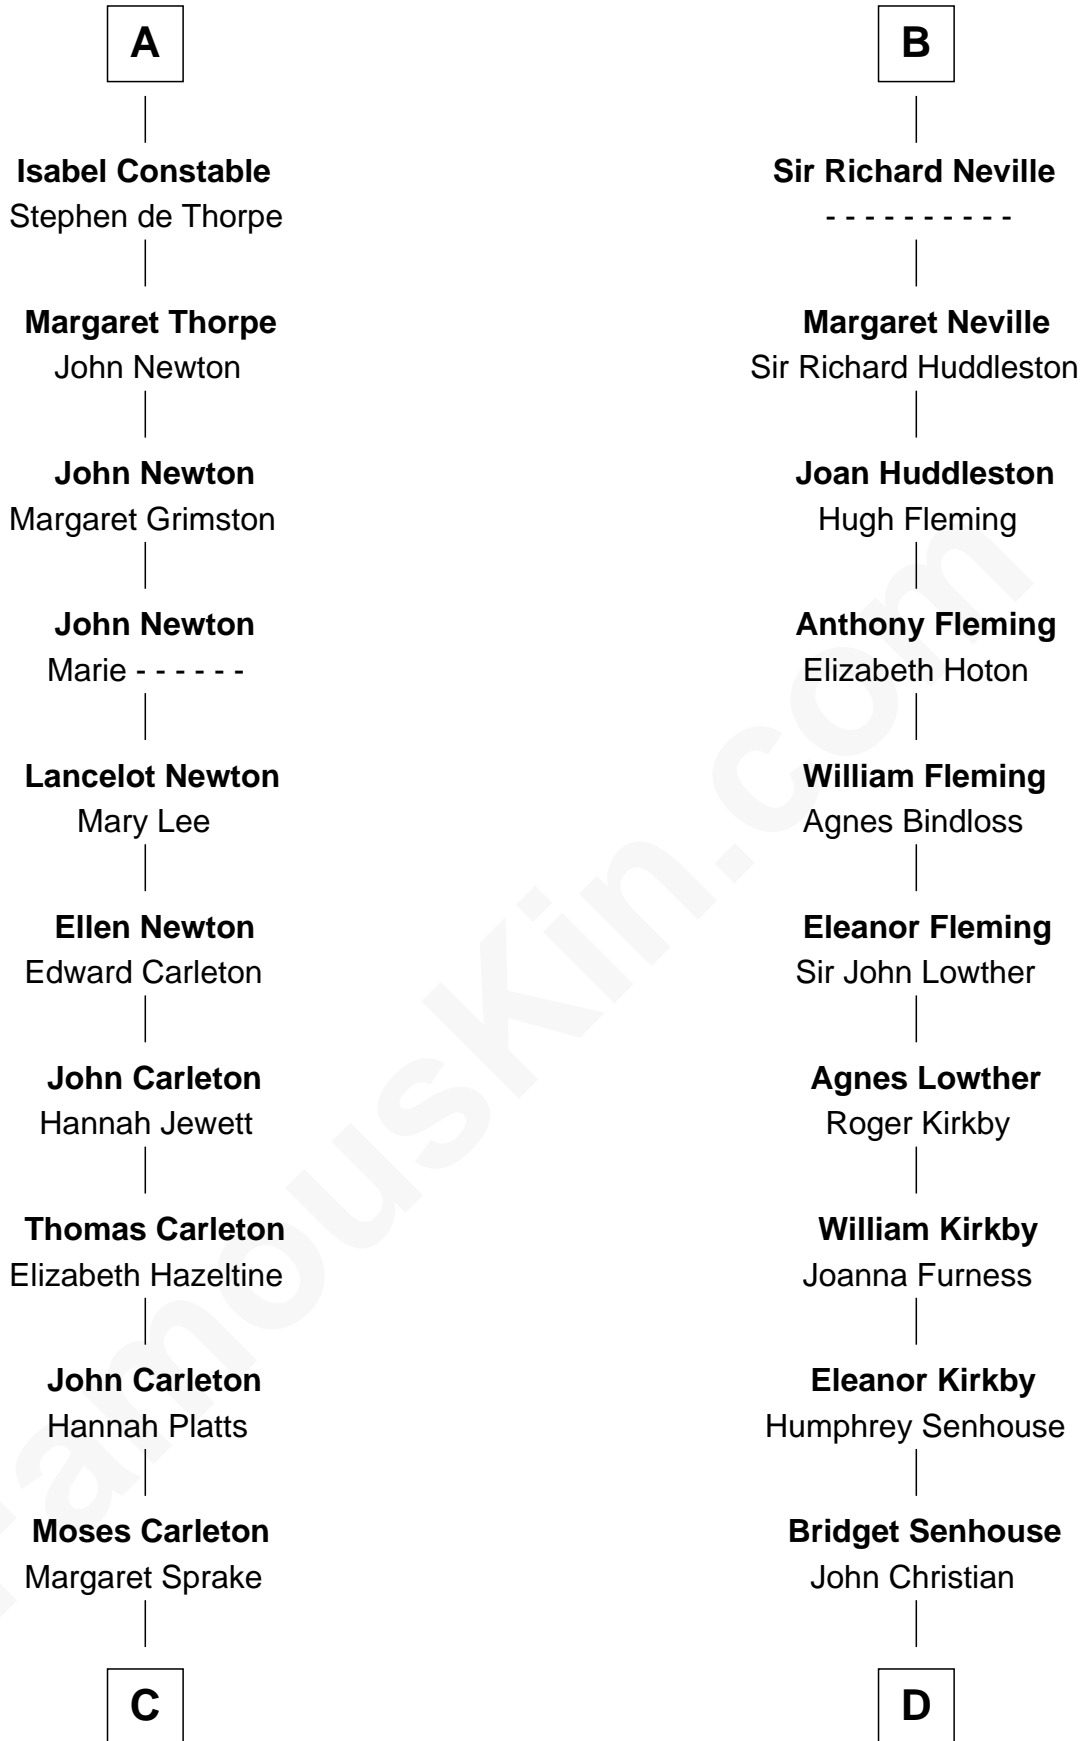 A
Isabel Constable
Stephen de Thorpe
Margaret Thorpe
John Newton
John Newton
Margaret Grimston
John Newton
Marie - - - - - -
Lancelot Newton
Mary Lee
Ellen Newton
Edward Carleton
John Carleton
Hannah Jewett
Thomas Carleton
Elizabeth Hazeltine
John Carleton
Hannah Platts
Moses Carleton
Margaret Sprake
C
B
Sir Richard Neville
- - - - - - - - - -
Margaret Neville
Sir Richard Huddleston
Joan Huddleston
Hugh Fleming
Anthony Fleming
Elizabeth Hoton
William Fleming
Agnes Bindloss
Eleanor Fleming
Sir John Lowther
Agnes Lowther
Roger Kirkby
William Kirkby
Joanna Furness
Eleanor Kirkby
Humphrey Senhouse
Bridget Senhouse
John Christian
D
FamousKin.com